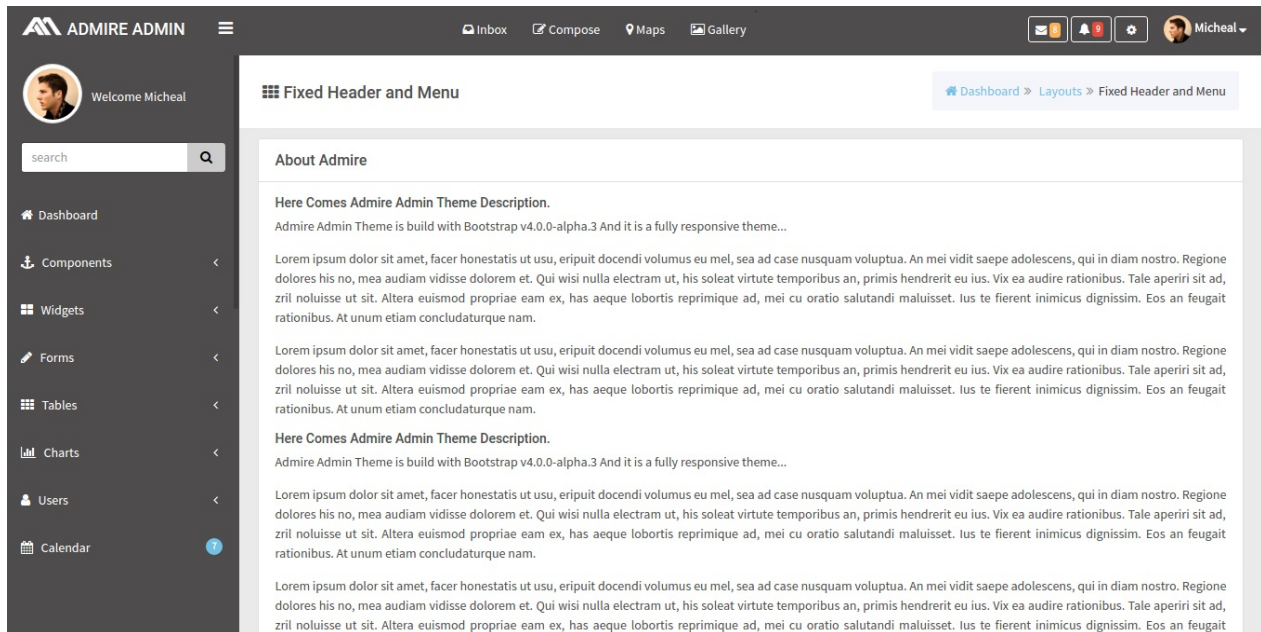 ADMIRE ADMIN
Inbox
Compose
Maps
Gallery
8
9
Micheal
Welcome Micheal
search
Dashboard
Components
Widgets
Forms
Tables
Charts
Users
Calendar
7
Fixed Header and Menu
Dashboard » Layouts » Fixed Header and Menu
About Admire
Here Comes Admire Admin Theme Description.
Admire Admin Theme is build with Bootstrap v4.0.0-alpha.3 And it is a fully responsive theme...
Lorem ipsum dolor sit amet, facer honestatis ut usu, eripuit docendi volumus eu mel, sea ad case nusquam voluptua. An mei vidit saepe adolescens, qui in diam nostro. Regione
dolores his no, mea audiam vidisse dolorem et. Qui wisi nulla electram ut, his soleat virtute temporibus an, primis hendrerit eu ius. Vix ea audire rationibus. Tale aperiri sit ad,
zril noluisse ut sit. Altera euismod propriae eam ex, has aeque lobortis reprimique ad, mei cu oratio salutandi maluisset. Ius te fierent inimicus dignissim. Eos an feugait
rationibus. At unum etiam concludaturque nam.
Lorem ipsum dolor sit amet, facer honestatis ut usu, eripuit docendi volumus eu mel, sea ad case nusquam voluptua. An mei vidit saepe adolescens, qui in diam nostro. Regione
dolores his no, mea audiam vidisse dolorem et. Qui wisi nulla electram ut, his soleat virtute temporibus an, primis hendrerit eu ius. Vix ea audire rationibus. Tale aperiri sit ad,
zril noluisse ut sit. Altera euismod propriae eam ex, has aeque lobortis reprimique ad, mei cu oratio salutandi maluisset. Ius te fierent inimicus dignissim. Eos an feugait
rationibus. At unum etiam concludaturque nam.
Here Comes Admire Admin Theme Description.
Admire Admin Theme is build with Bootstrap v4.0.0-alpha.3 And it is a fully responsive theme...
Lorem ipsum dolor sit amet, facer honestatis ut usu, eripuit docendi volumus eu mel, sea ad case nusquam voluptua. An mei vidit saepe adolescens, qui in diam nostro. Regione
dolores his no, mea audiam vidisse dolorem et. Qui wisi nulla electram ut, his soleat virtute temporibus an, primis hendrerit eu ius. Vix ea audire rationibus. Tale aperiri sit ad,
zril noluisse ut sit. Altera euismod propriae eam ex, has aeque lobortis reprimique ad, mei cu oratio salutandi maluisset. Ius te fierent inimicus dignissim. Eos an feugait
rationibus. At unum etiam concludaturque nam.
Lorem ipsum dolor sit amet, facer honestatis ut usu, eripuit docendi volumus eu mel, sea ad case nusquam voluptua. An mei vidit saepe adolescens, qui in diam nostro. Regione
dolores his no, mea audiam vidisse dolorem et. Qui wisi nulla electram ut, his soleat virtute temporibus an, primis hendrerit eu ius. Vix ea audire rationibus. Tale aperiri sit ad,
zril noluisse ut sit. Altera euismod propriae eam ex, has aeque lobortis reprimique ad, mei cu oratio salutandi maluisset. Ius te fierent inimicus dignissim. Eos an feugait